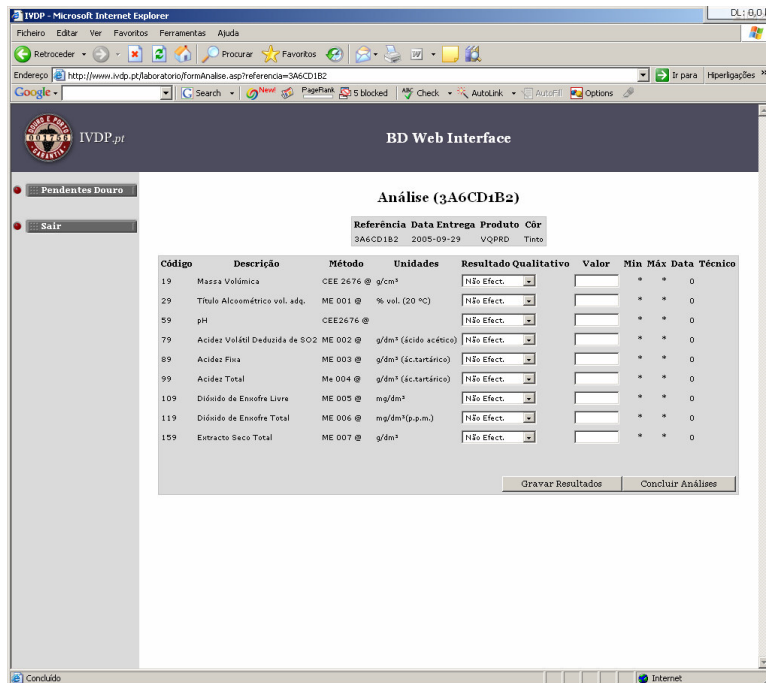 IVDP - Microsoft Internet Explorer
DL: 0,0
Ficheiro Editar Ver Favoritos Ferramentas Ajuda
Retroceder Procurar Favoritos
Endereço http://www.ivdp.pt/laboratorio/formAnalise.asp?referencia=3A6CD1B2 Ir para Hiperligações »
Google Search New! PageRank 5 blocked ABC Check AutoLink AutoFill Options
DOURO E PORTO
001766
GARANTIA
IVDP.pt
BD Web Interface
Pendentes Douro
Sair
Análise (3A6CD1B2)
Referência Data Entrega Produto Côr
3A6CD1B2 2005-09-29 VQPRD Tinto
Código Descrição Método Unidades Resultado Qualitativo Valor Min Máx Data Técnico
19 Massa Volúmica CEE 2676 @ g/cm³ Não Efect. * * 0
29 Título Alcoométrico vol. adq. ME 001 @ % vol. (20 ºC) Não Efect. * * 0
59 pH CEE2676 @ Não Efect. * * 0
79 Acidez Volátil Deduzida de SO2 ME 002 @ g/dm³ (ácido acético) Não Efect. * * 0
89 Acidez Fixa ME 003 @ g/dm³ (ác.tartárico) Não Efect. * * 0
99 Acidez Total Me 004 @ g/dm³ (ác.tartárico) Não Efect. * * 0
109 Dióxido de Enxofre Livre ME 005 @ mg/dm³ Não Efect. * * 0
119 Dióxido de Enxofre Total ME 006 @ mg/dm³(p.p.m.) Não Efect. * * 0
159 Extracto Seco Total ME 007 @ g/dm³ Não Efect. * * 0
Gravar Resultados Concluir Análises
Concluído Internet